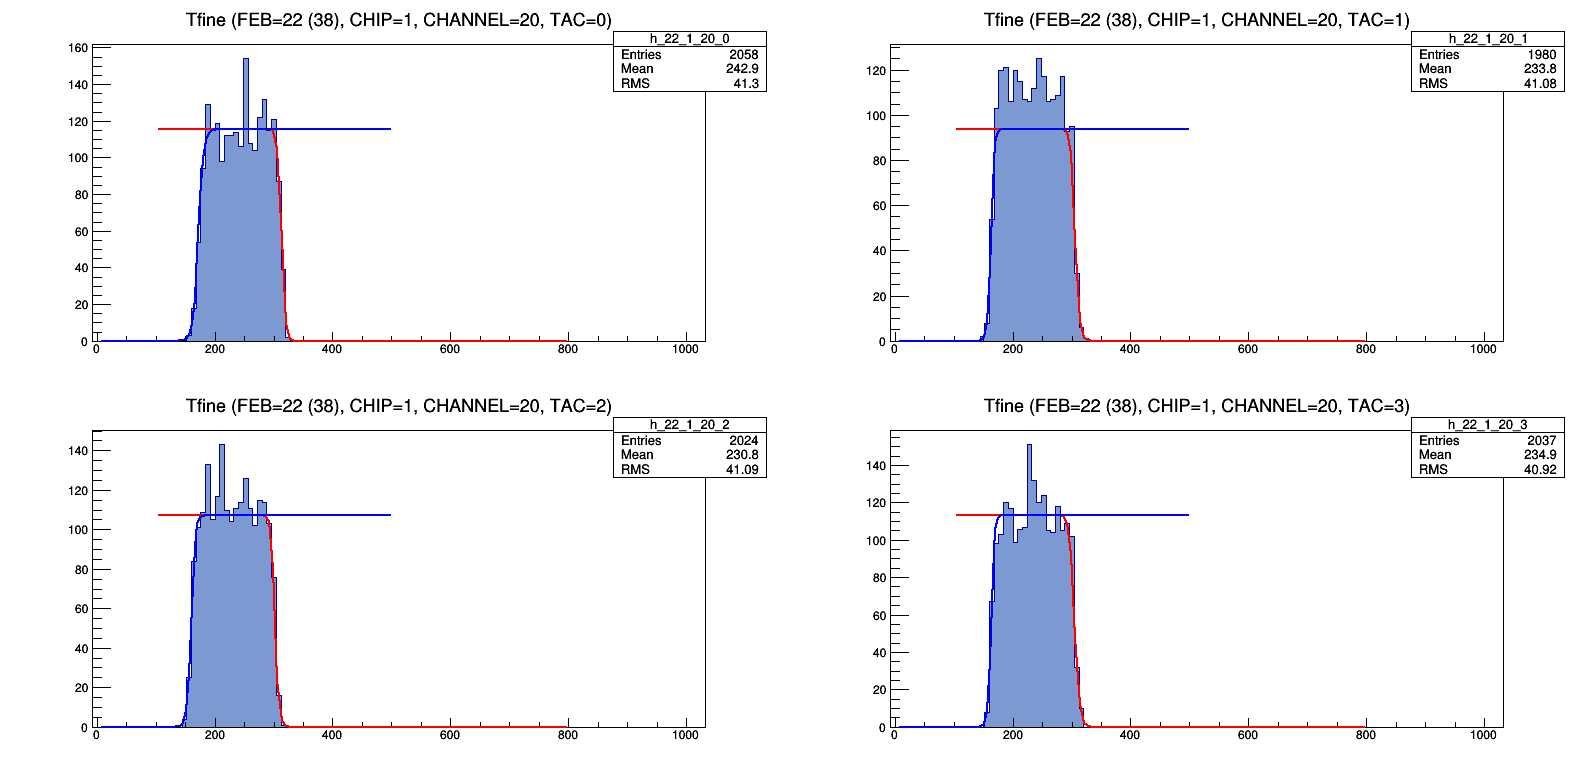 Tfine (FEB=22 (38), CHIP=1, CHANNEL=20, TAC=0)
h_22_1_20_0
Entries 2058
Mean 242.9
RMS 41.3
160
140
120
100
80
60
40
20
0
0 200 400 600 800 1000
Tfine (FEB=22 (38), CHIP=1, CHANNEL=20, TAC=1)
h_22_1_20_1
Entries 1980
Mean 233.8
RMS 41.08
120
100
80
60
40
20
0
0 200 400 600 800 1000
Tfine (FEB=22 (38), CHIP=1, CHANNEL=20, TAC=2)
h_22_1_20_2
Entries 2024
Mean 230.8
RMS 41.09
140
120
100
80
60
40
20
0
0 200 400 600 800 1000
Tfine (FEB=22 (38), CHIP=1, CHANNEL=20, TAC=3)
h_22_1_20_3
Entries 2037
Mean 234.9
RMS 40.92
140
120
100
80
60
40
20
0
0 200 400 600 800 1000